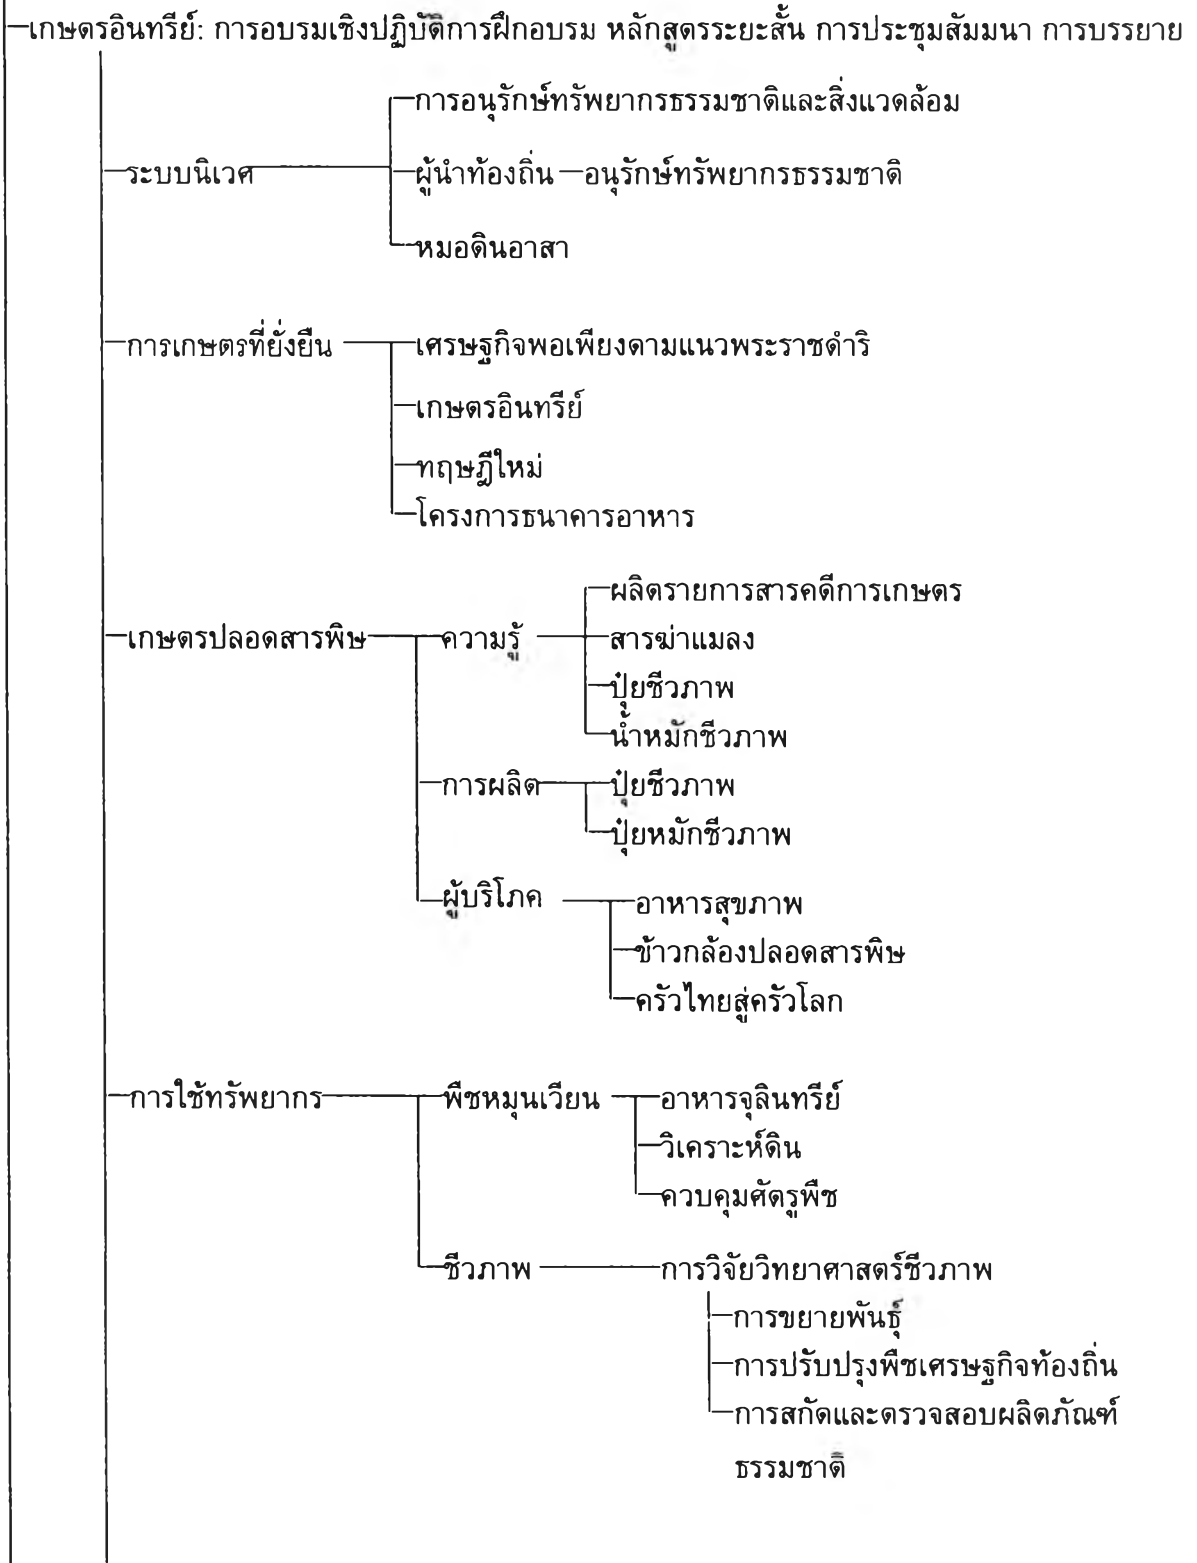 เกษตรอินทรีย์: การอบรมเชิงปฏิบัติการฝึกอบรม หลักสูตรระยะสั้น การประชุมสัมมนา การบรรยาย
การอนุรักษ์ทรัพยากรธรรมชาติและสิ่งแวดล้อม
ระบบนิเวศ ผู้นำท้องถิ่น อนุรักษ์ทรัพยากรธรรมชาติ
หมอดินอาสา
การเกษตรที่ยั่งยืน เศรษฐกิจพอเพียงตามแนวพระราชดำริ
เกษตรอินทรีย์
ทฤษฎีใหม่
โครงการธนาคารอาหาร
ผลิตรายการสารคดีการเกษตร
เกษตรปลอดสารพิษ ความรู้ สารฆ่าแมลง
ปุ๋ยชีวภาพ
น้ำหมักชีวภาพ
การผลิต ปุ๋ยชีวภาพ
ปุ๋ยหมักชีวภาพ
ผู้บริโภค อาหารสุขภาพ
ข้าวกล้องปลอดสารพิษ
ครัวไทยสู่ครัวโลก
การใช้ทรัพยากร พืชหมุนเวียน อาหารจุลินทรีย์
วิเคราะห์ดิน
ควบคุมศัตรูพืช
ชีวภาพ การวิจัยวิทยาศาสตร์ชีวภาพ
การขยายพันธุ์
การปรับปรุงพืชเศรษฐกิจท้องถิ่น
การสกัดและตรวจสอบผลิตภัณฑ์
ธรรมชาติ